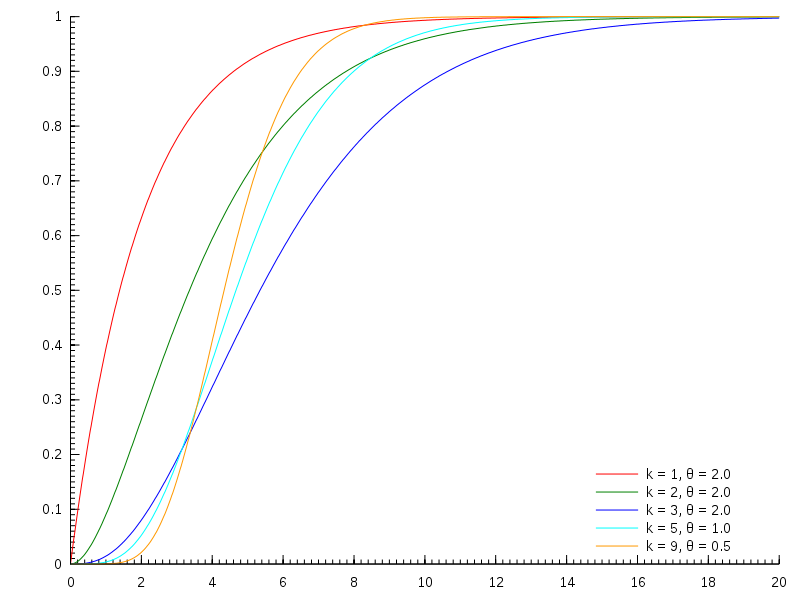 1
0.9
0.8
0.7
0.6
0.5
0.4
0.3
0.2
0.1
0
k = 1, θ = 2.0
k = 2, θ = 2.0
k = 3, θ = 2.0
k = 5, θ = 1.0
k = 9, θ = 0.5
0 2 4 6 8 10 12 14 16 18 20